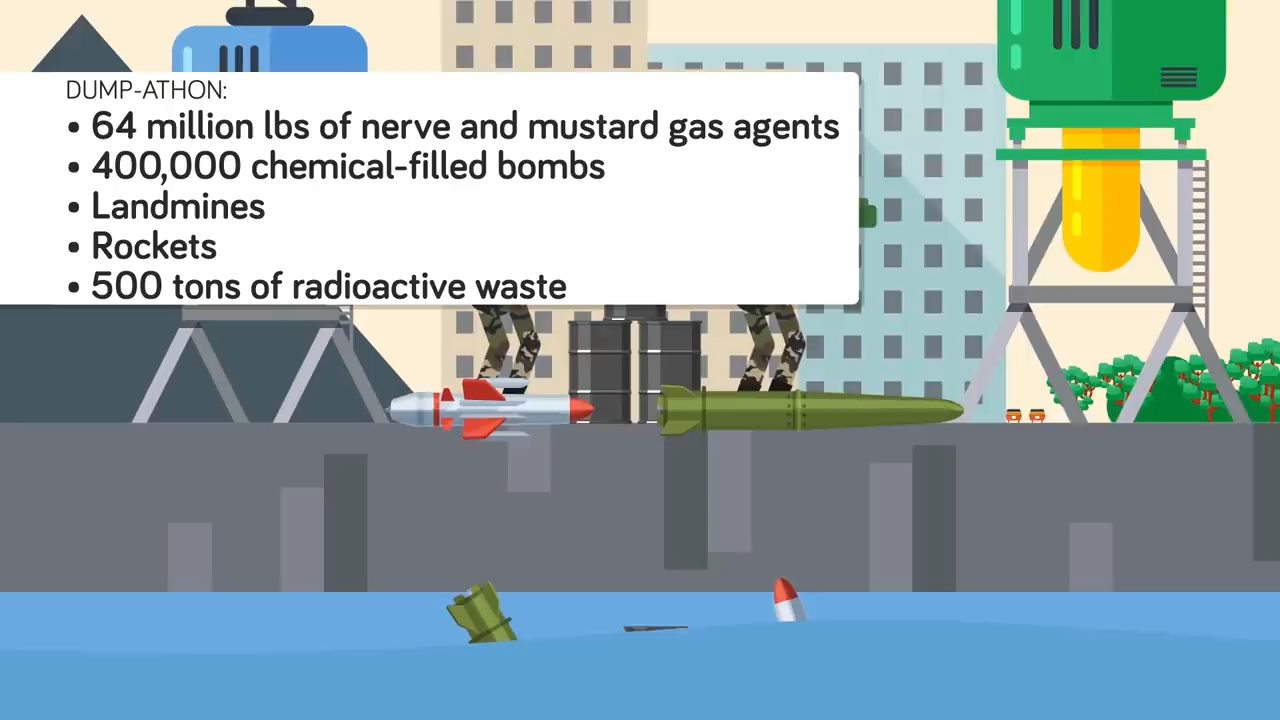 DUMP-ATHON:
• 64 million lbs of nerve and mustard gas agents
• 400,000 chemical-filled bombs
• Landmines
• Rockets
• 500 tons of radioactive waste